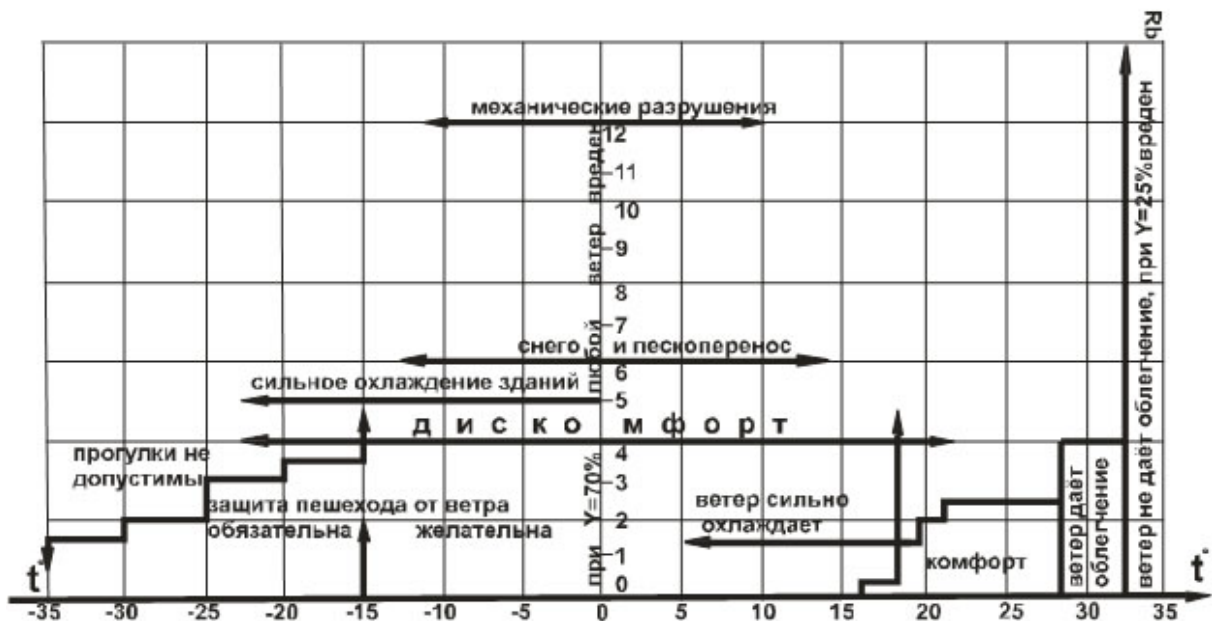 Rb
механические разрушения
12
11
10
9
8
7
6
5
4
3
2
1
0
при Y=70% любой ветер вреден
снего и пескоперенос
сильное охлаждение зданий
дискомфорт
прогулки не
допустимы
защита пешехода от ветра
обязательна желательна
ветер сильно
охлаждает
комфорт
ветер даёт
облегчение
ветер не даёт облегчение, при Y=25%вреден
t° t°
-35 -30 -25 -20 -15 -10 -5 0 5 10 15 20 25 30 35